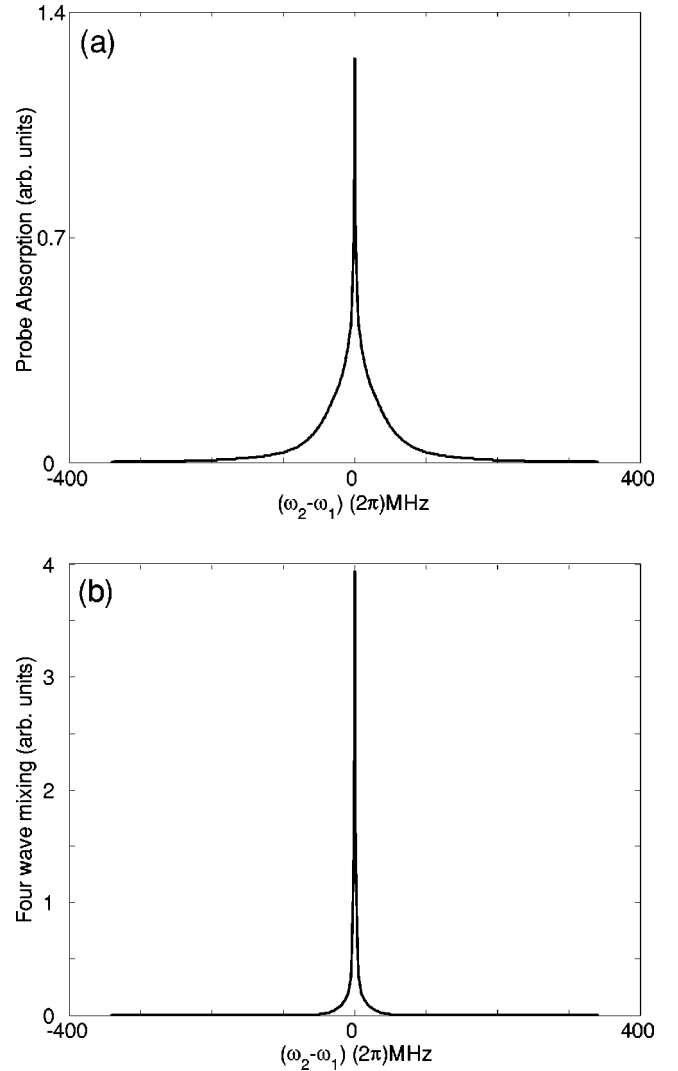 1.4
(a)
Probe Absorption (arb. units)
0.7
0
-400 0 400
(ω₂-ω₁) (2π)MHz
4
(b)
Four wave mixing (arb. units)
3
2
1
0
-400 0 400
(ω₂-ω₁) (2π)MHz